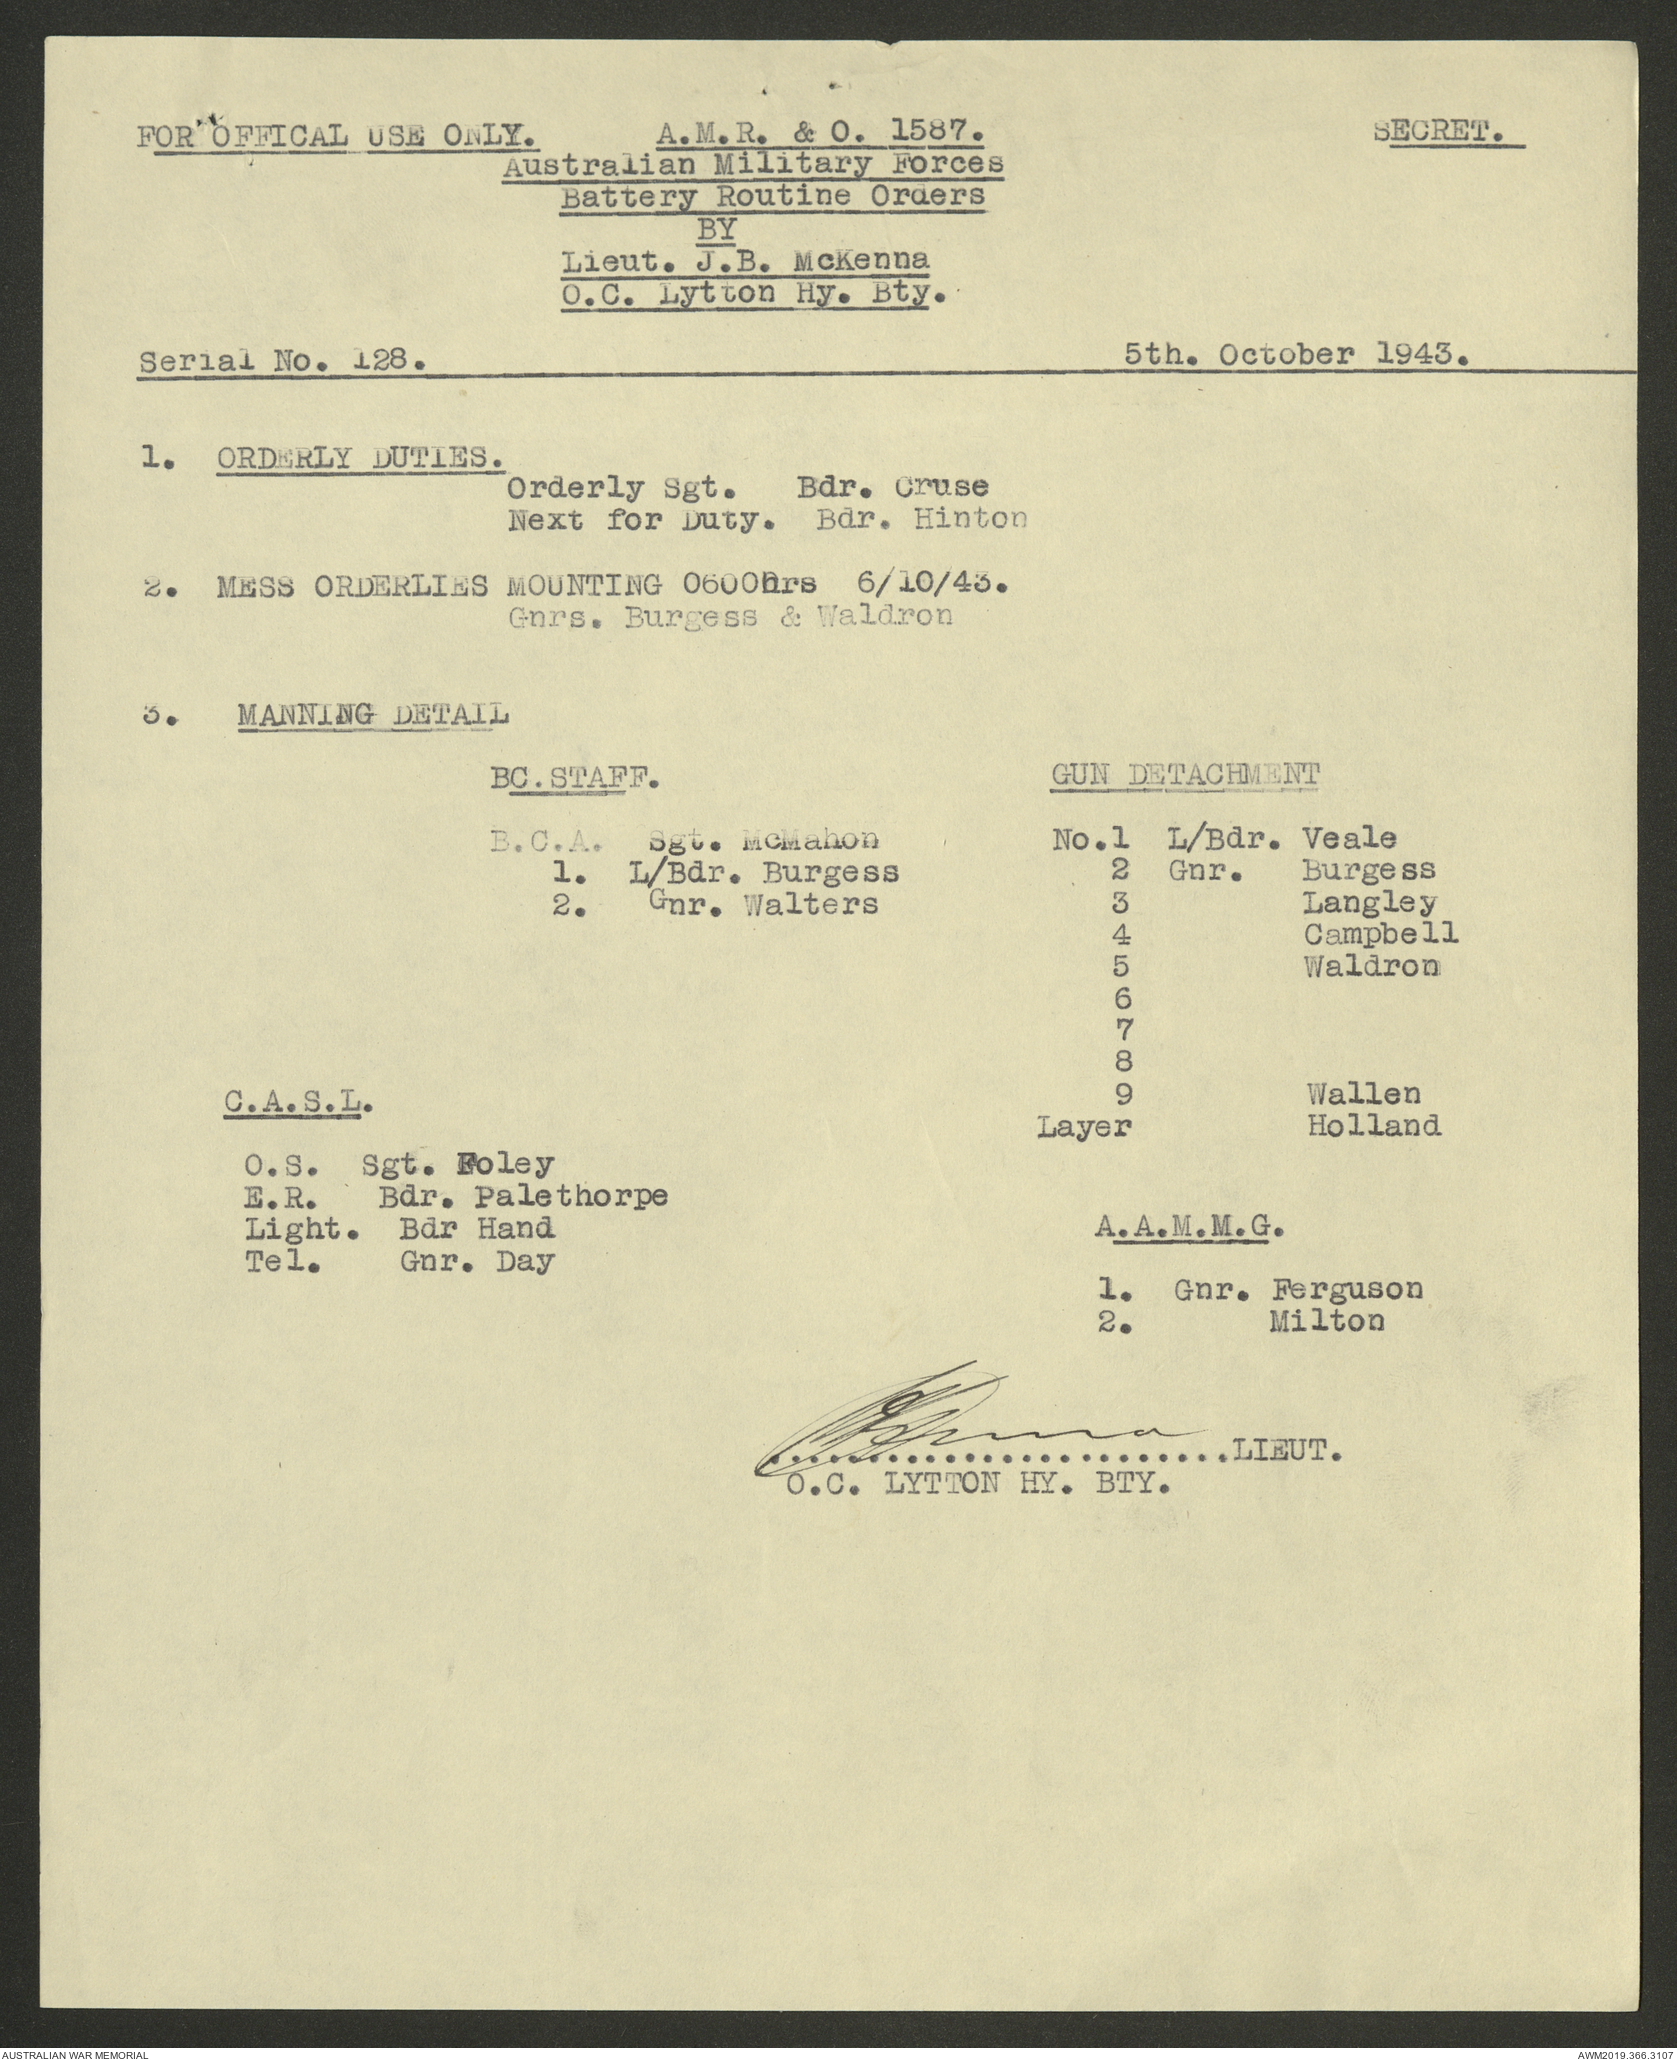 FOR OFFICAL USE ONLY. A.M.R. & O. 1587. SECRET.
Australian Military Forces
Battery Routine Orders
BY
Lieut. J.B. McKenna
O.C. Lytton Hy. Bty.
Serial No. 128. 5th. October 1943.
1. ORDERLY DUTIES.
Orderly Sgt. Bdr. Cruse
Next for Duty. Bdr. Hinton
2. MESS ORDERLIES MOUNTING 0600hrs 6/10/43.
Gnrs. Burgess & Waldron
3. MANNING DETAIL
BC.STAFF.
B.C.A. Sgt. McMahon
1. L/Bdr. Burgess
2. Gnr. Walters
GUN DETACHMENT
No.1 L/Bdr. Veale
2 Gnr. Burgess
3 Langley
4 Campbell
5 Waldron
6
7
8
9 Wallen
Layer Holland
C.A.S.L.
O.S. Sgt. Foley
E.R. Bdr. Palethorpe
Light. Bdr Hand
Tel. Gnr. Day
A.A.M.M.G.
1. Gnr. Ferguson
2. Milton
........................LIEUT.
O.C. LYTTON HY. BTY.
AUSTRALIAN WAR MEMORIAL AWM2019.366.3107